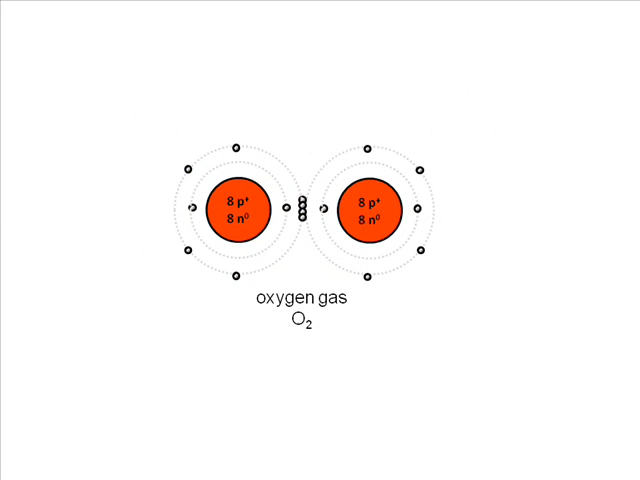 8 p⁺ 8 p⁺
8 n⁰ 8 n⁰
oxygen gas
O₂